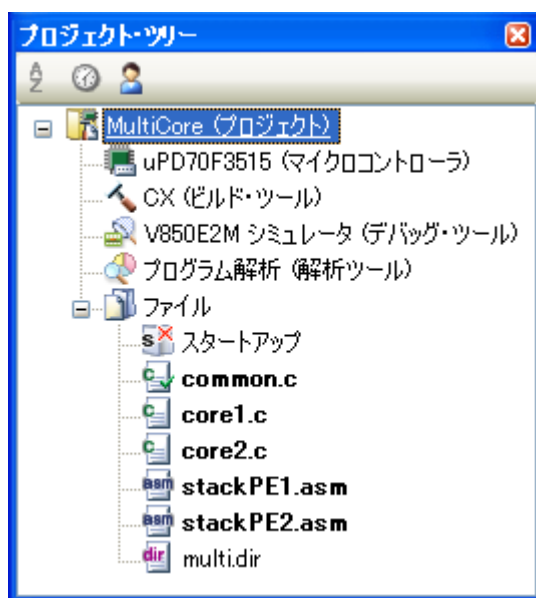 プロジェクト・ツリー
MultiCore (プロジェクト)
uPD70F3515 (マイクロコントローラ)
CX (ビルド・ツール)
V850E2M シミュレータ (デバッグ・ツール)
プログラム解析 (解析ツール)
ファイル
スタートアップ
common.c
core1.c
core2.c
stackPE1.asm
stackPE2.asm
multi.dir